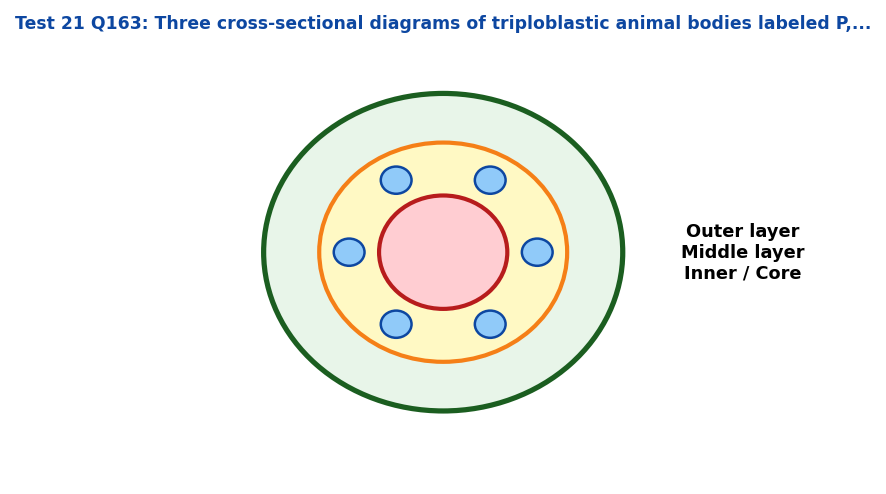 Test 21 Q163: Three cross-sectional diagrams of triploblastic animal bodies labeled P,...
Outer layer
Middle layer
Inner / Core